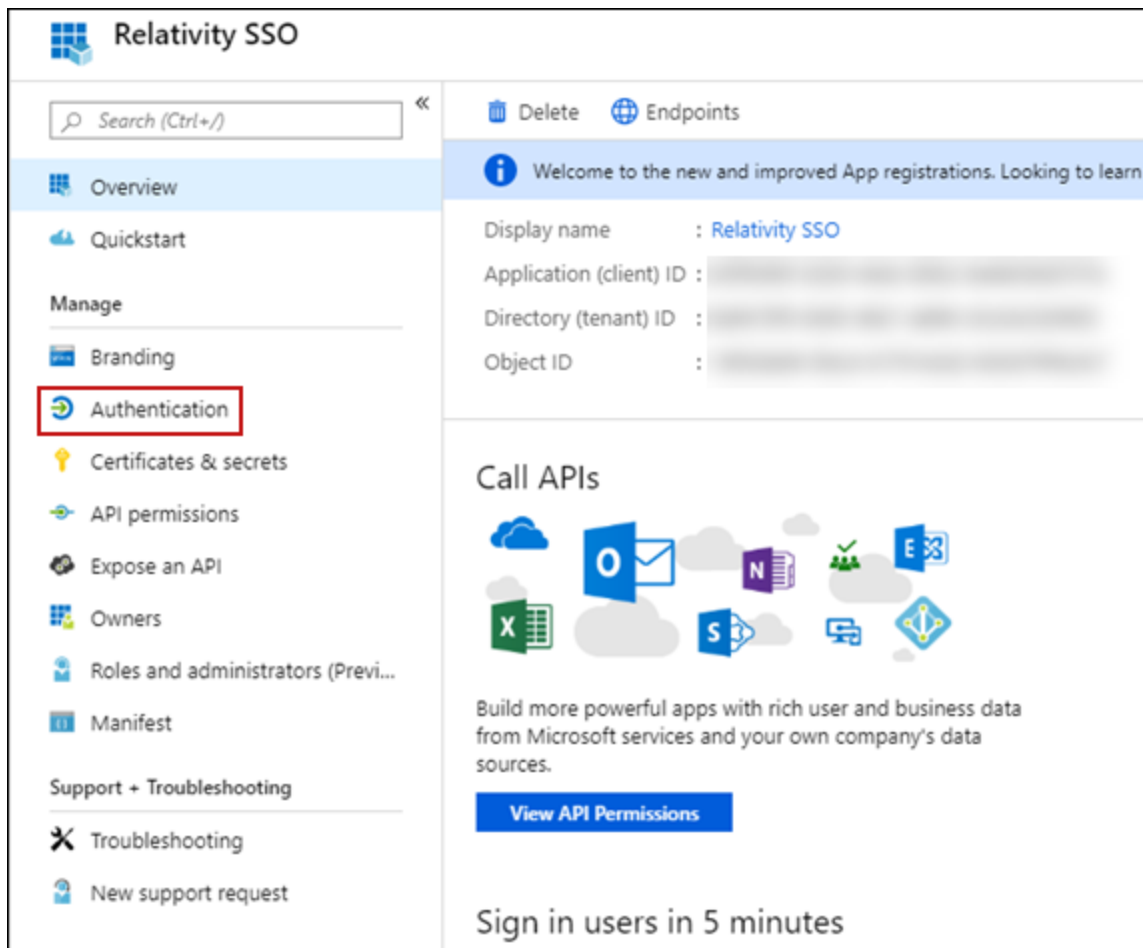 Relativity SSO
Search (Ctrl+/)
«
Overview
Quickstart
Manage
Branding
Authentication
Certificates & secrets
API permissions
Expose an API
Owners
Roles and administrators (Previ...
Manifest
Support + Troubleshooting
Troubleshooting
New support request
Delete Endpoints
Welcome to the new and improved App registrations. Looking to learn
Display name : Relativity SSO
Application (client) ID :
Directory (tenant) ID :
Object ID :
Call APIs
Build more powerful apps with rich user and business data
from Microsoft services and your own company's data
sources.
View API Permissions
Sign in users in 5 minutes